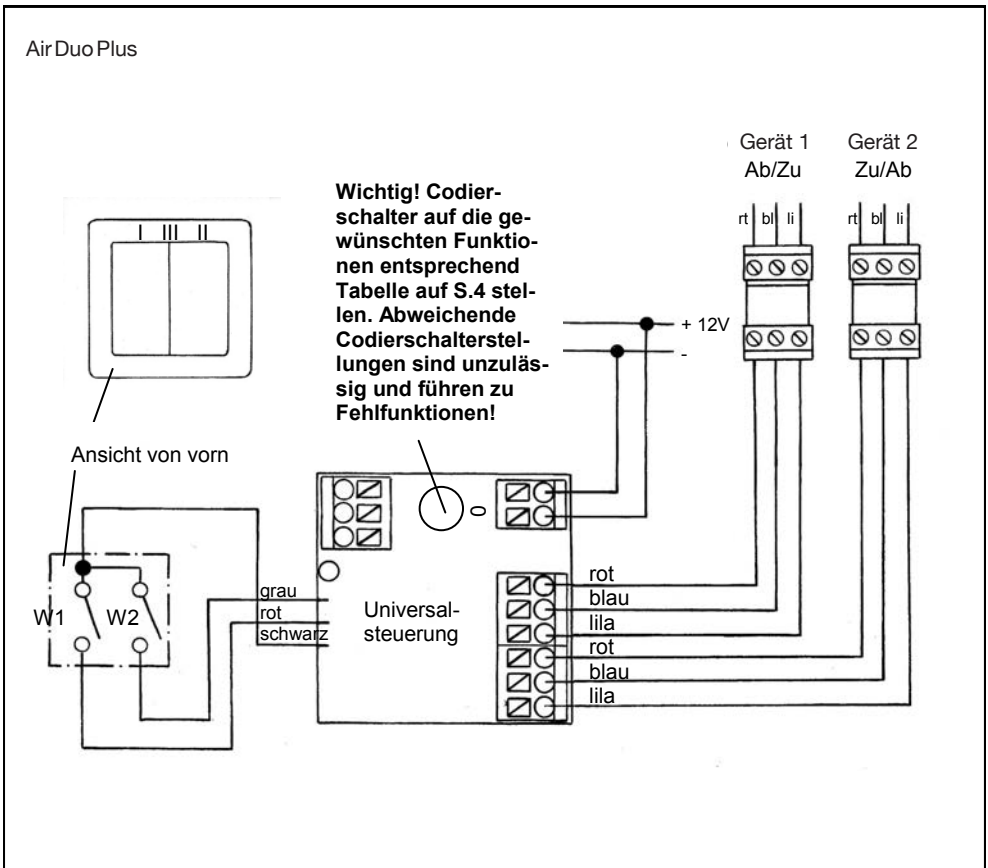 Air Duo Plus
Gerät 1
Ab/Zu
Gerät 2
Zu/Ab
rt bl li
rt bl li
I III II
Wichtig! Codier-
schalter auf die ge-
wünschten Funktio-
nen entsprechend
Tabelle auf S.4 stel-
len. Abweichende
Codierschalterstel-
lungen sind unzuläs-
sig und führen zu
Fehlfunktionen!
+ 12V
-
Ansicht von vorn
0
W1 W2
grau
rot
schwarz
Universal-
steuerung
rot
blau
lila
rot
blau
lila